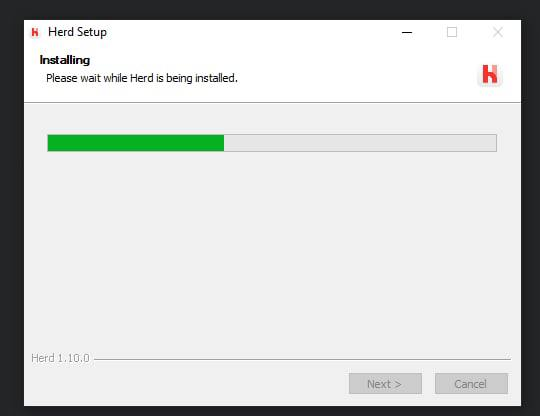 Herd Setup
Installing
Please wait while Herd is being installed.
Herd 1.10.0
Next >
Cancel